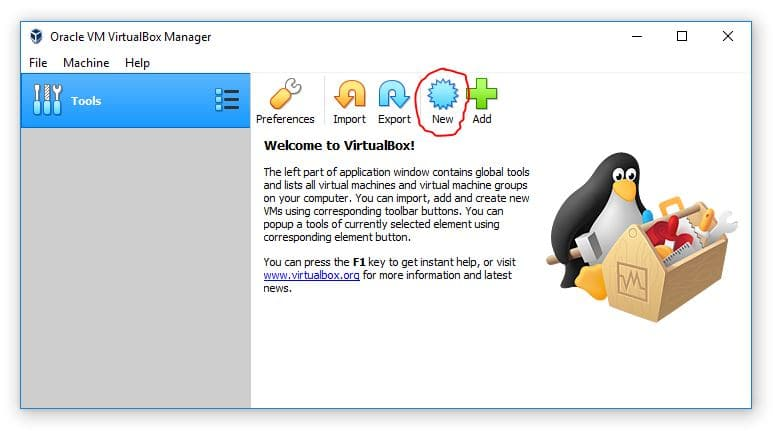 Oracle VM VirtualBox Manager
File Machine Help
Tools
Preferences Import Export New Add
Welcome to VirtualBox!
The left part of application window contains global tools
and lists all virtual machines and virtual machine groups
on your computer. You can import, add and create new
VMs using corresponding toolbar buttons. You can
popup a tools of currently selected element using
corresponding element button.
You can press the F1 key to get instant help, or visit
www.virtualbox.org for more information and latest
news.
VM